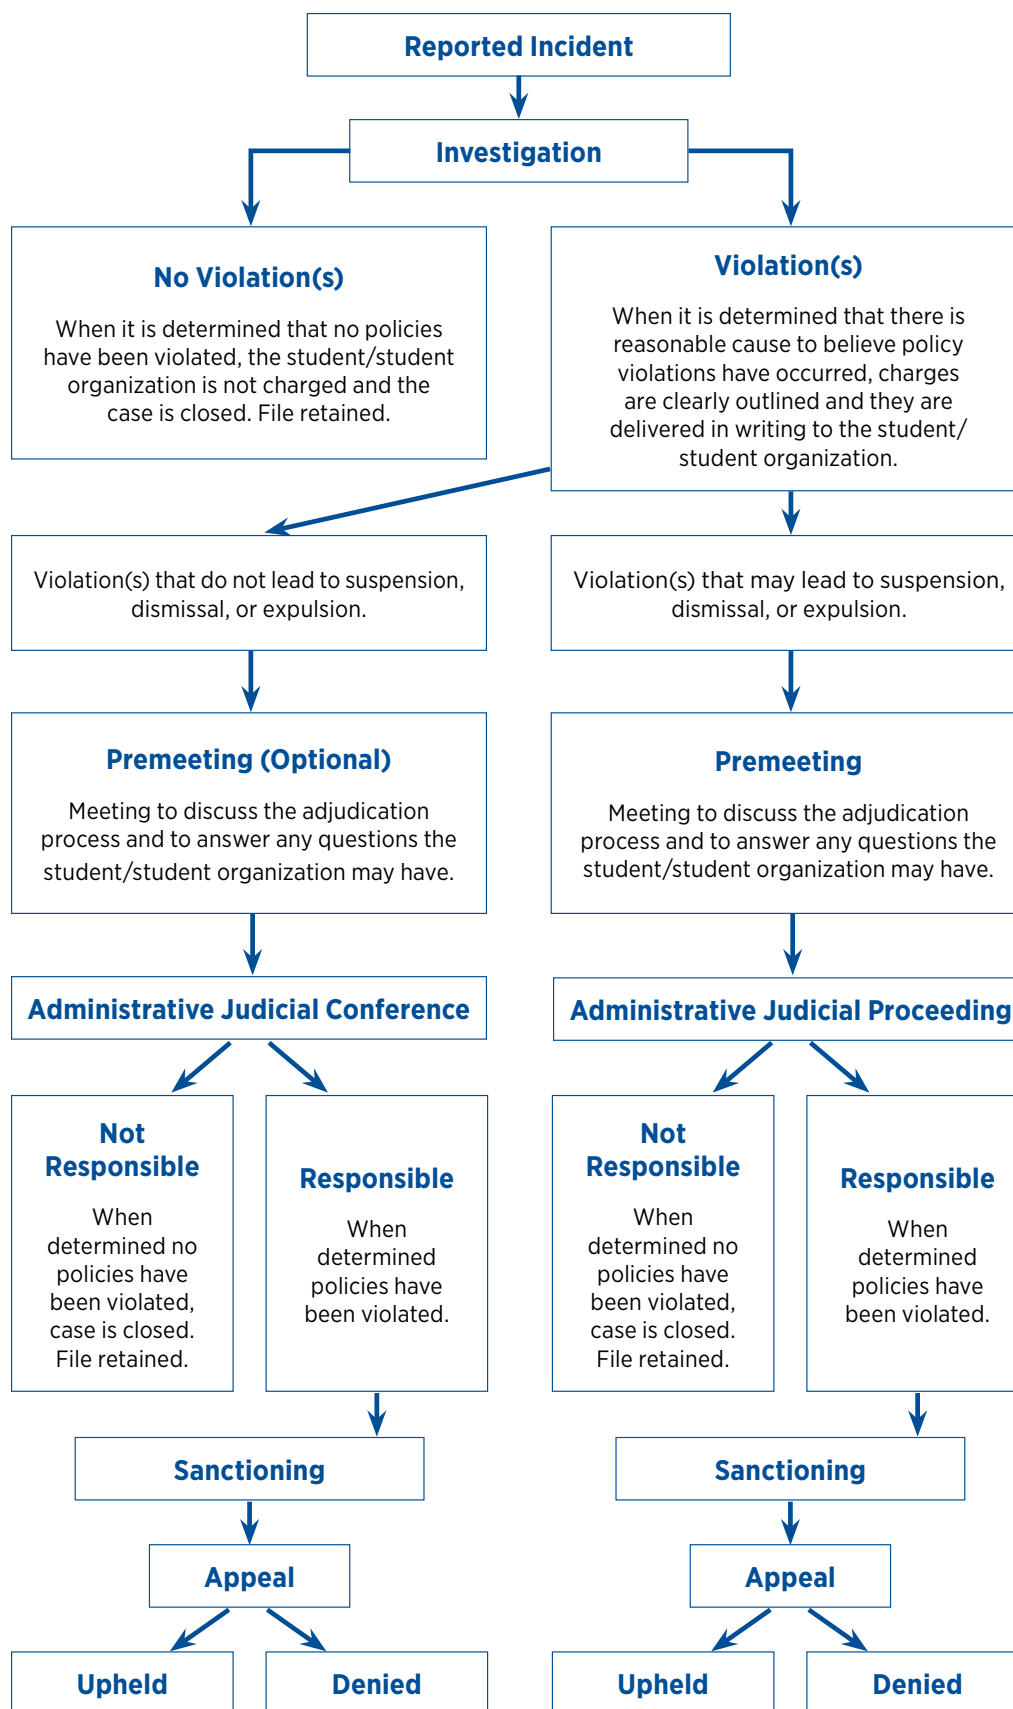 Reported Incident
Investigation
No Violation(s)
When it is determined that no policies
have been violated, the student/student
organization is not charged and the
case is closed. File retained.
Violation(s)
When it is determined that there is
reasonable cause to believe policy
violations have occurred, charges
are clearly outlined and they are
delivered in writing to the student/
student organization.
Violation(s) that do not lead to suspension,
dismissal, or expulsion.
Violation(s) that may lead to suspension,
dismissal, or expulsion.
Premeeting (Optional)
Meeting to discuss the adjudication
process and to answer any questions the
student/student organization may have.
Premeeting
Meeting to discuss the adjudication
process and to answer any questions the
student/student organization may have.
Administrative Judicial Conference
Administrative Judicial Proceeding
Not
Responsible
When
determined no
policies have
been violated,
case is closed.
File retained.
Responsible
When
determined
policies have
been violated.
Not
Responsible
When
determined no
policies have
been violated,
case is closed.
File retained.
Responsible
When
determined
policies have
been violated.
Sanctioning
Sanctioning
Appeal
Appeal
Upheld
Denied
Upheld
Denied